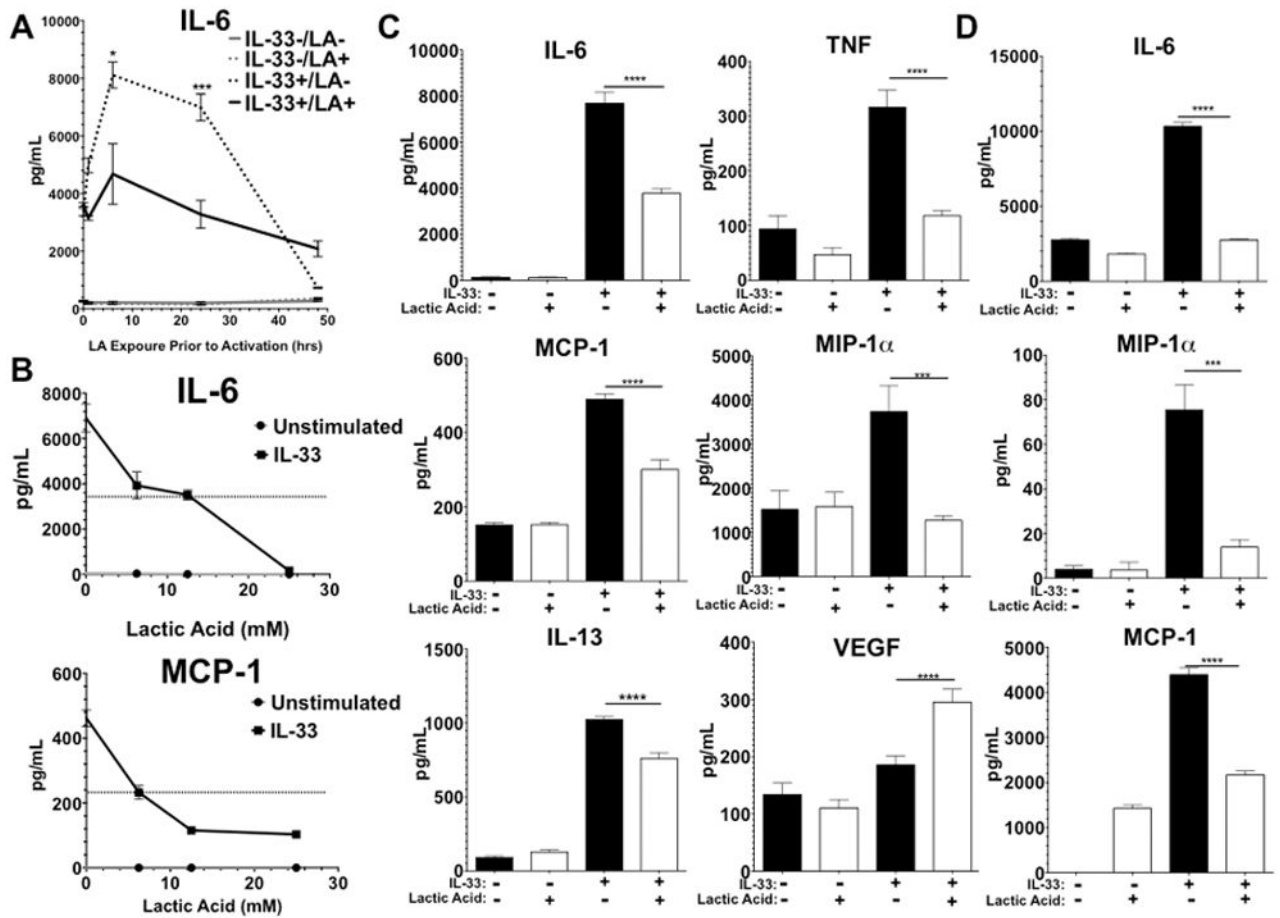 A
IL-6
IL-33-/LA-
IL-33-/LA+
IL-33+/LA-
IL-33+/LA+
*
***
pg/mL
10000
8000
6000
4000
2000
0
0 10 20 30 40 50
LA Expoure Prior to Activation (hrs)
B
IL-6
Unstimulated
IL-33
pg/mL
8000
6000
4000
2000
0
0 10 20 30
Lactic Acid (mM)
MCP-1
Unstimulated
IL-33
pg/mL
600
400
200
0
0 10 20 30
Lactic Acid (mM)
C
IL-6
****
pg/mL
10000
8000
6000
4000
2000
0
IL-33: - - + +
Lactic Acid: - + - +
TNF
****
pg/mL
400
300
200
100
0
IL-33: - - + +
Lactic Acid: - + - +
MCP-1
****
pg/mL
600
400
200
0
IL-33: - - + +
Lactic Acid: - + - +
MIP-1α
***
pg/mL
5000
4000
3000
2000
1000
0
IL-33: - - + +
Lactic Acid: - + - +
IL-13
****
pg/mL
1500
1000
500
0
IL-33: - - + +
Lactic Acid: - + - +
VEGF
****
pg/mL
400
300
200
100
0
IL-33: - - + +
Lactic Acid: - + - +
D
IL-6
****
pg/mL
15000
10000
5000
0
IL-33: - - + +
Lactic Acid: - + - +
MIP-1α
***
pg/mL
100
80
60
40
20
0
IL-33: - - + +
Lactic Acid: - + - +
MCP-1
****
pg/mL
5000
4000
3000
2000
1000
0
IL-33: - - + +
Lactic Acid: - + - +